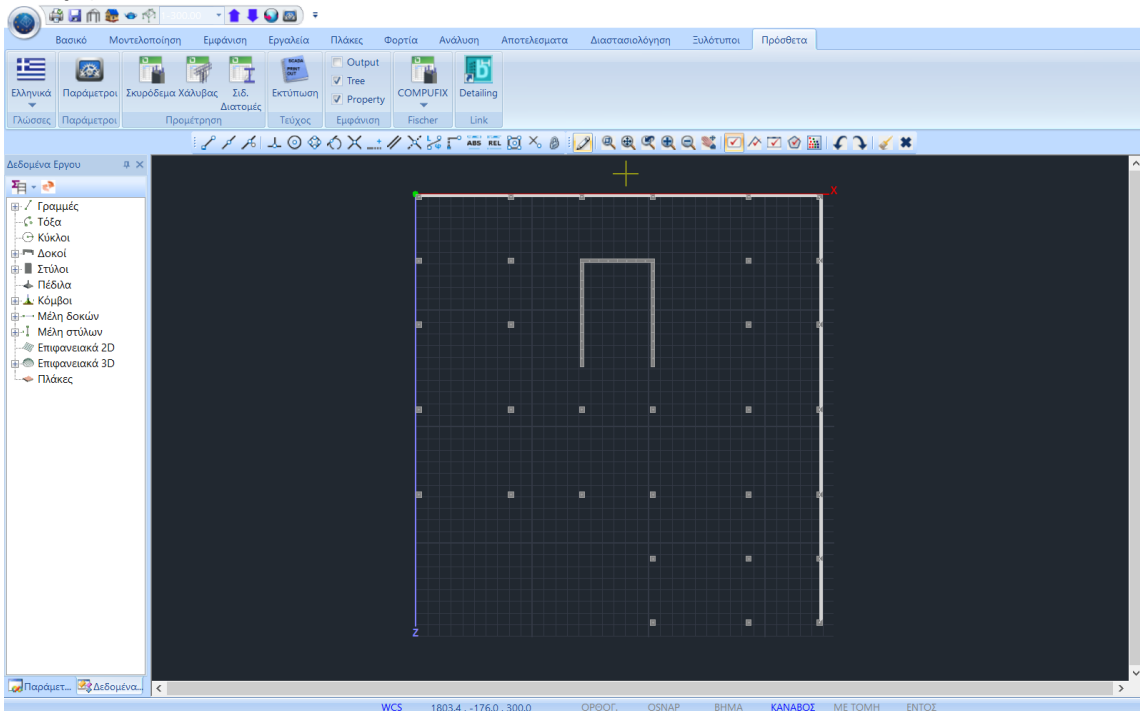 300.00
Βασικό Μοντελοποίηση Εμφάνιση Εργαλεία Πλάκες Φορτία Ανάλυση Αποτελεσματα Διαστασιολόγηση Ξυλότυποι Πρόσθετα
Ελληνικά Παράμετροι Σκυρόδεμα Χάλυβας Σιδ. Διατομές Εκτύπωση Output Tree Property COMPUFIX Detailing
Γλώσσες Παράμετροι Προμέτρηση Τεύχος Εμφάνιση Fischer Link
ABS REL
Δεδομένα Εργου
Γραμμές
Τόξα
Κύκλοι
Δοκοί
Στύλοι
Πέδιλα
Κόμβοι
Μέλη δοκών
Μέλη στύλων
Επιφανειακά 2D
Επιφανειακά 3D
Πλάκες
X
Z
Παράμετ... Δεδομένα...
WCS 1803.4 , -176.0 , 300.0 ΟΡΘΟΓ. OSNAP ΒΗΜΑ ΚΑΝΑΒΟΣ ΜΕ ΤΟΜΗ ΕΝΤΟΣ